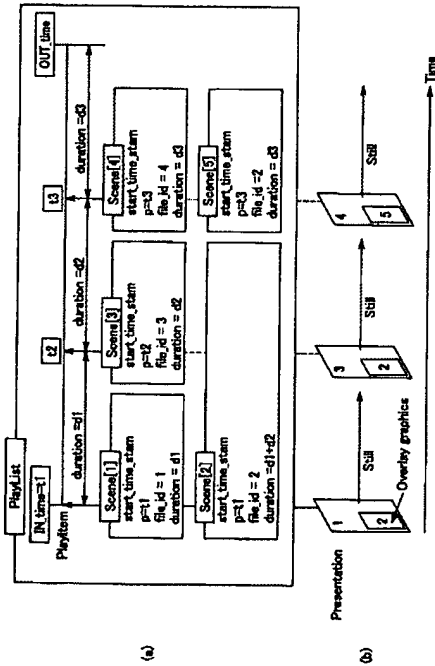 PlayList
IN_time=t1
t2
t3
OUT_time
PlayItem
duration =d1
duration =d2
duration =d3
(a)
Scene[1]
start_time_stam
p=t1
file_id = 1
duration = d1
Scene[3]
start_time_stam
p=t2
file_id = 3
duration = d2
Scene[4]
start_time_stam
p=t3
file_id = 4
duration = d3
Scene[2]
start_time_stam
p=t1
file_id = 2
duration =d1+d2
Scene[5]
start_time_stam
p=t3
file_id =2
duration = d3
Presentation
(b)
1
2
Still
3
2
Still
4
5
Still
Overlay graphics
Time